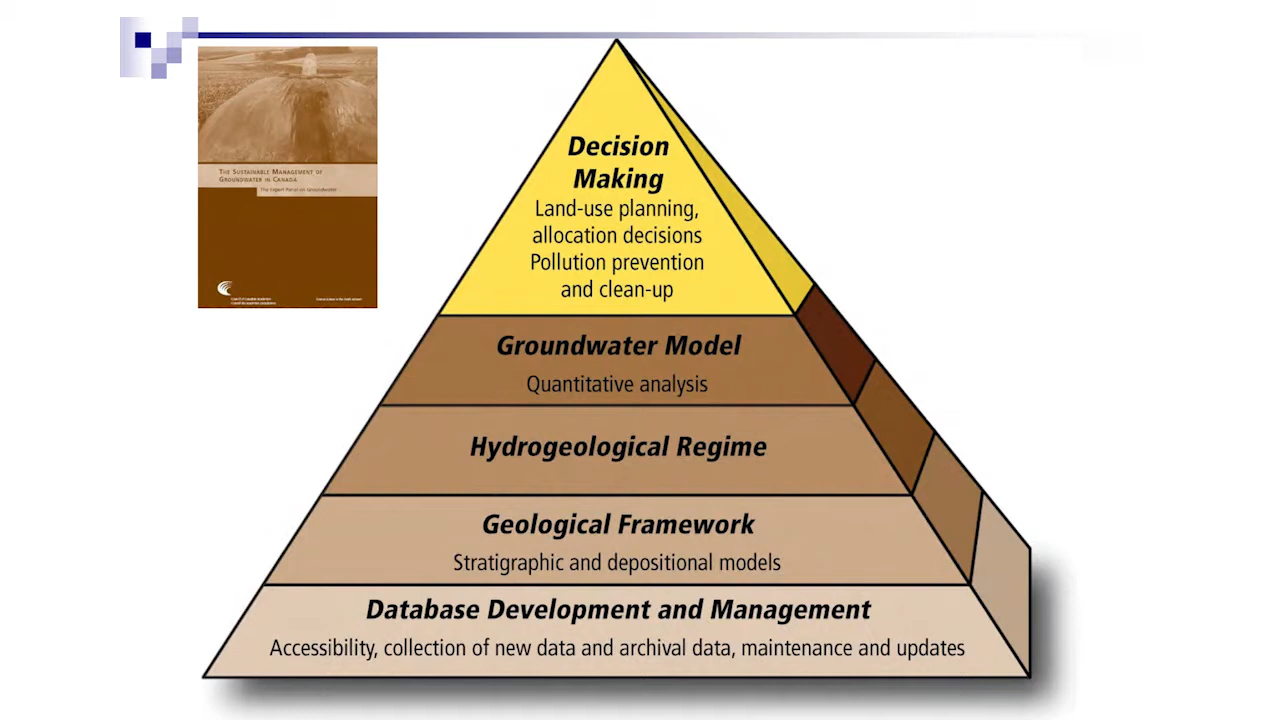 THE SUSTAINABLE MANAGEMENT OF
GROUNDWATER IN CANADA
The Expert Panel on Groundwater
Decision
Making
Land-use planning,
allocation decisions
Pollution prevention
and clean-up
Groundwater Model
Quantitative analysis
Hydrogeological Regime
Geological Framework
Stratigraphic and depositional models
Database Development and Management
Accessibility, collection of new data and archival data, maintenance and updates